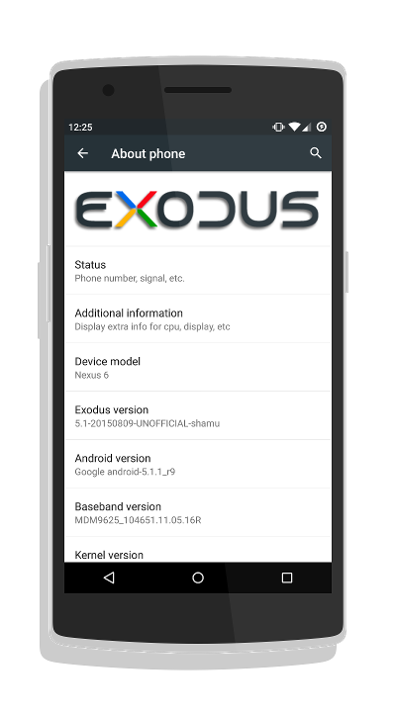 12:25
About phone
EXODUS
Status
Phone number, signal, etc.
Additional information
Display extra info for cpu, display, etc
Device model
Nexus 6
Exodus version
5.1-20150809-UNOFFICIAL-shamu
Android version
Google android-5.1.1_r9
Baseband version
MDM9625_104651.11.05.16R
Kernel version